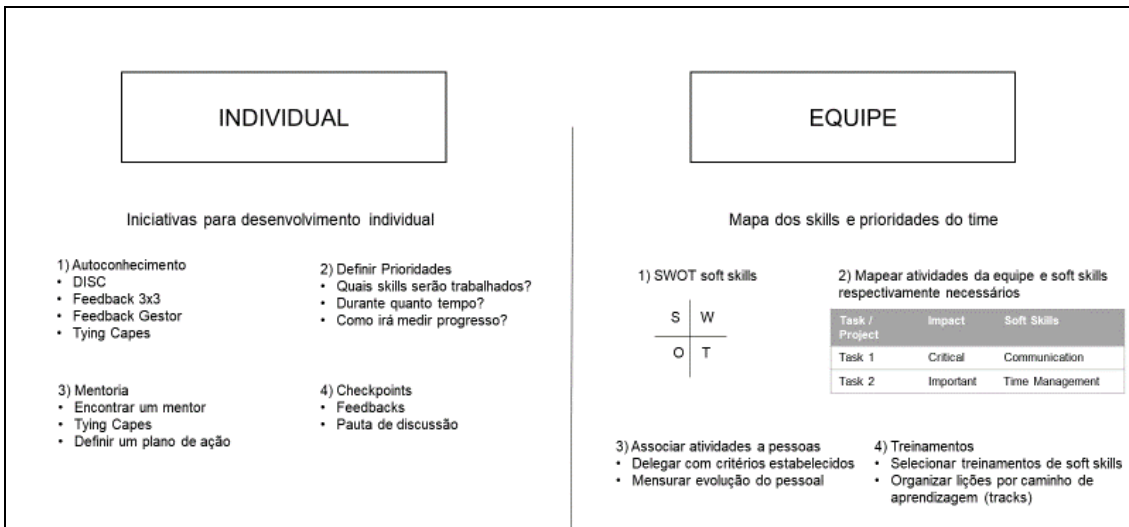 INDIVIDUAL
Iniciativas para desenvolvimento individual
1) Autoconhecimento
• DISC
• Feedback 3x3
• Feedback Gestor
• Tying Capes
2) Definir Prioridades
• Quais skills serão trabalhados?
• Durante quanto tempo?
• Como irá medir progresso?
3) Mentoria
• Encontrar um mentor
• Tying Capes
• Definir um plano de ação
4) Checkpoints
• Feedbacks
• Pauta de discussão
EQUIPE
Mapa dos skills e prioridades do time
1) SWOT soft skills
S W
O T
2) Mapear atividades da equipe e soft skills
respectivamente necessários
Task / Project Impact Soft Skills
Task 1 Critical Communication
Task 2 Important Time Management
3) Associar atividades a pessoas
• Delegar com critérios estabelecidos
• Mensurar evolução do pessoal
4) Treinamentos
• Selecionar treinamentos de soft skills
• Organizar lições por caminho de
aprendizagem (tracks)